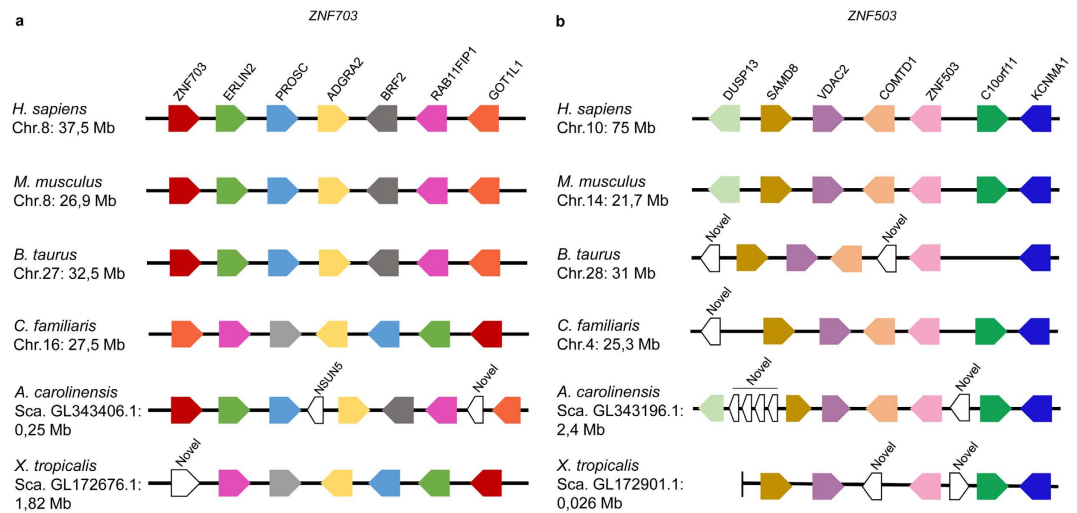 a
ZNF703
ZNF703
ERLIN2
PROSC
ADGRA2
BRF2
RAB11FIP1
GOT1L1
H. sapiens
Chr.8: 37,5 Mb
M. musculus
Chr.8: 26,9 Mb
B. taurus
Chr.27: 32,5 Mb
C. familiaris
Chr.16: 27,5 Mb
A. carolinensis
Sca. GL343406.1:
0,25 Mb
NSUN5
Novel
X. tropicalis
Sca. GL172676.1:
1,82 Mb
Novel
b
ZNF503
DUSP13
SAMD8
VDAC2
COMTD1
ZNF503
C10orf11
KCNMA1
H. sapiens
Chr.10: 75 Mb
M. musculus
Chr.14: 21,7 Mb
B. taurus
Chr.28: 31 Mb
Novel
Novel
C. familiaris
Chr.4: 25,3 Mb
Novel
A. carolinensis
Sca. GL343196.1:
2,4 Mb
Novel
Novel
X. tropicalis
Sca. GL172901.1:
0,026 Mb
Novel
Novel